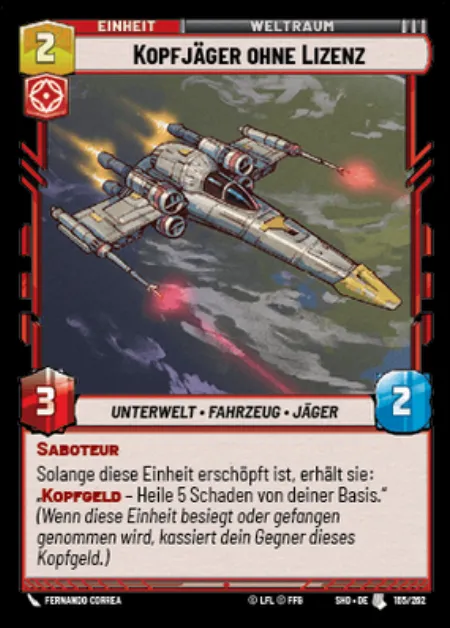 EINHEIT WELTRAUM
2 KOPFJÄGER OHNE LIZENZ
3 UNTERWELT • FAHRZEUG • JÄGER 2
SABOTEUR
Solange diese Einheit erschöpft ist, erhält sie:
„KOPFGELD – Heile 5 Schaden von deiner Basis.“
(Wenn diese Einheit besiegt oder gefangen
genommen wird, kassiert dein Gegner dieses
Kopfgeld.)
FERNANDO CORREA © LFL © FFG SHD • DE 165/262